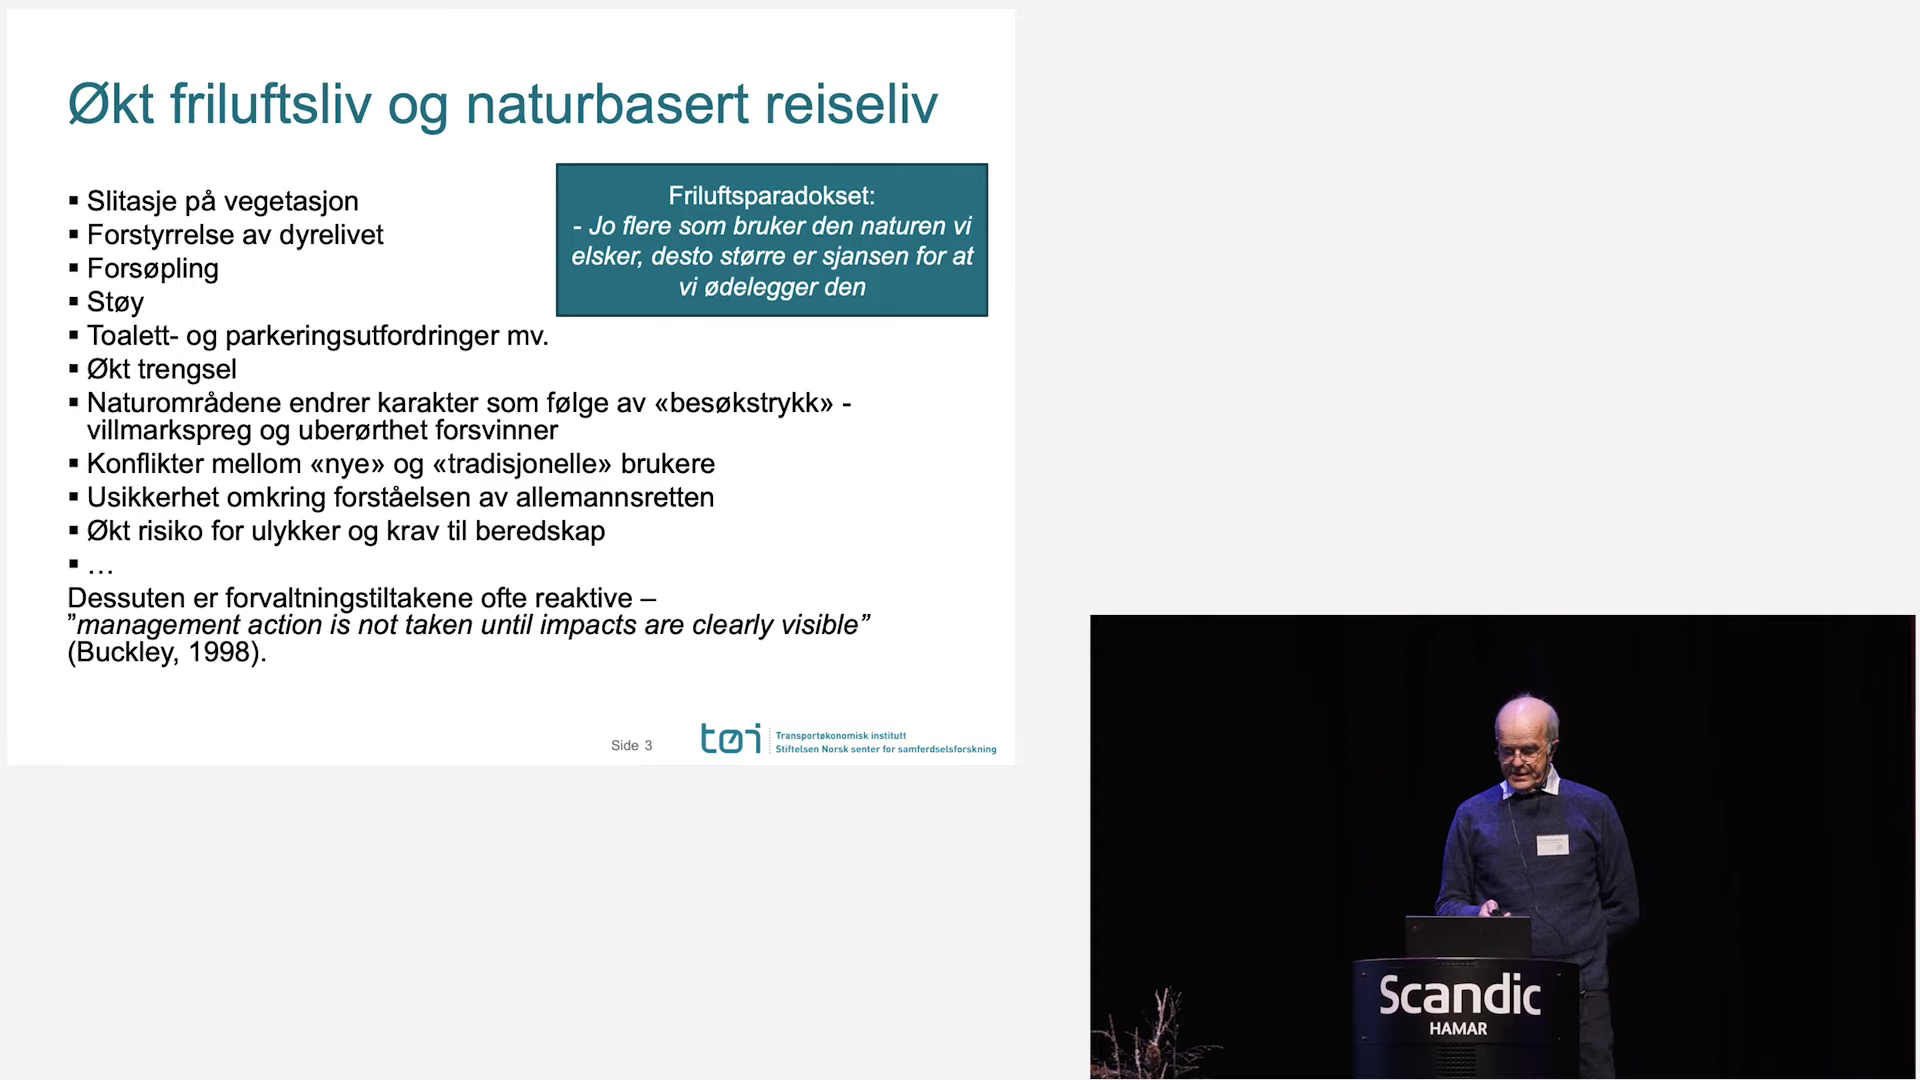 Økt friluftsliv og naturbasert reiseliv
▪ Slitasje på vegetasjon
▪ Forstyrrelse av dyrelivet
▪ Forsøpling
▪ Støy
▪ Toalett- og parkeringsutfordringer mv.
▪ Økt trengsel
▪ Naturområdene endrer karakter som følge av «besøkstrykk» -
villmarkspreg og uberørthet forsvinner
▪ Konflikter mellom «nye» og «tradisjonelle» brukere
▪ Usikkerhet omkring forståelsen av allemannsretten
▪ Økt risiko for ulykker og krav til beredskap
▪ …
Dessuten er forvaltningstiltakene ofte reaktive –
”management action is not taken until impacts are clearly visible”
(Buckley, 1998).
Friluftsparadokset:
- Jo flere som bruker den naturen vi
elsker, desto større er sjansen for at
vi ødelegger den
Side 3
tøi
Transportøkonomisk institutt
Stiftelsen Norsk senter for samferdselsforskning
Scandic
HAMAR